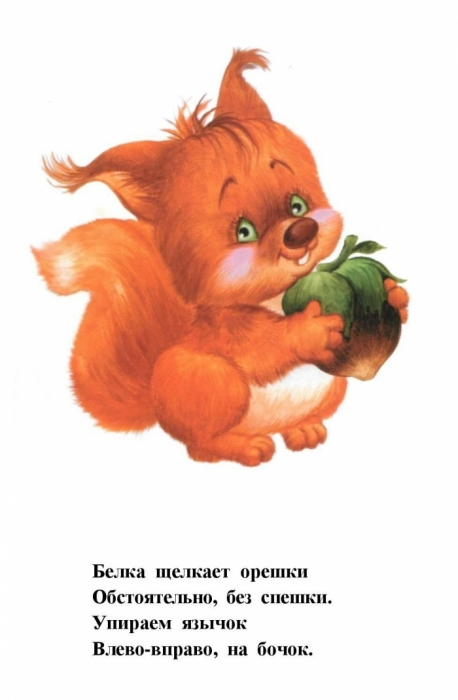 Белка щелкает орешки
Обстоятельно, без спешки.
Упираем язычок
Влево-вправо, на бочок.